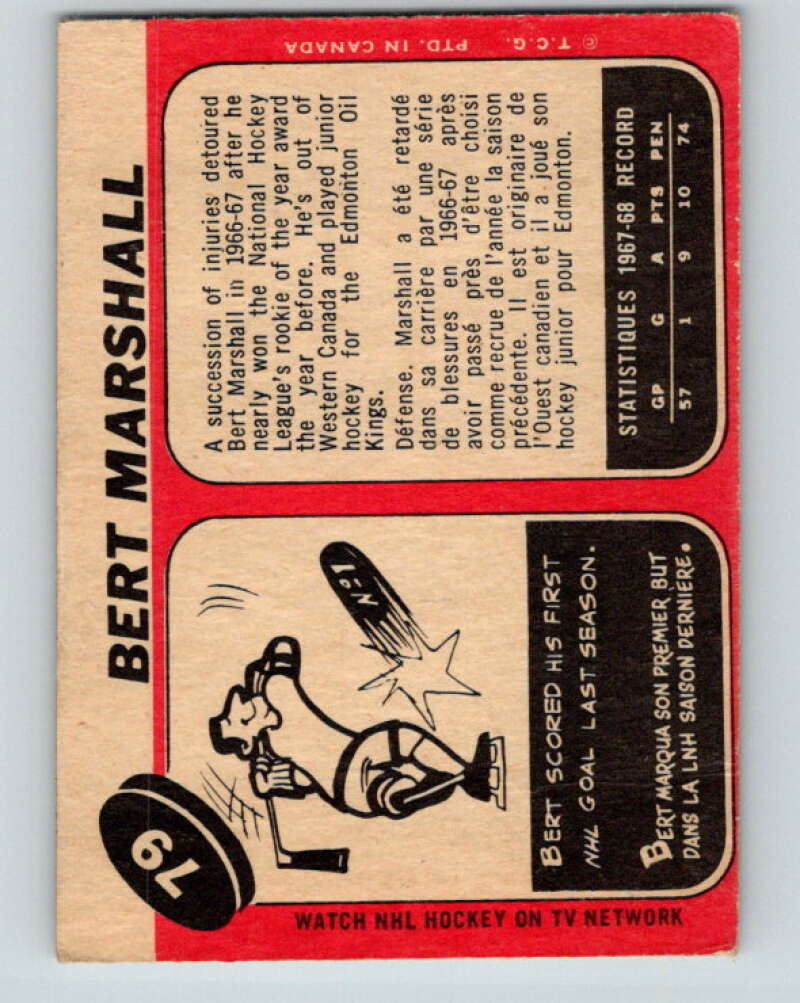 79
BERT MARSHALL
Nº1
BERT SCORED HIS FIRST
NHL GOAL LAST SEASON.
BERT MARQUA SON PREMIER BUT
DANS LA LNH SAISON DERNIÈRE.
A succession of injuries detoured
Bert Marshall in 1966-67 after he
nearly won the National Hockey
League's rookie of the year award
the year before. He's out of
Western Canada and played junior
hockey for the Edmonton Oil
Kings.
Défense. Marshall a été retardé
dans sa carrière par une série
de blessures en 1966-67 après
avoir passé près d'être choisi
comme recrue de l'année la saison
précédente. Il est originaire de
l'Ouest canadien et il a joué son
hockey junior pour Edmonton.
STATISTIQUES 1967-68 RECORD
GP G A PTS PEN
57 1 9 10 74
WATCH NHL HOCKEY ON TV NETWORK
© T.C.G. PTD. IN CANADA